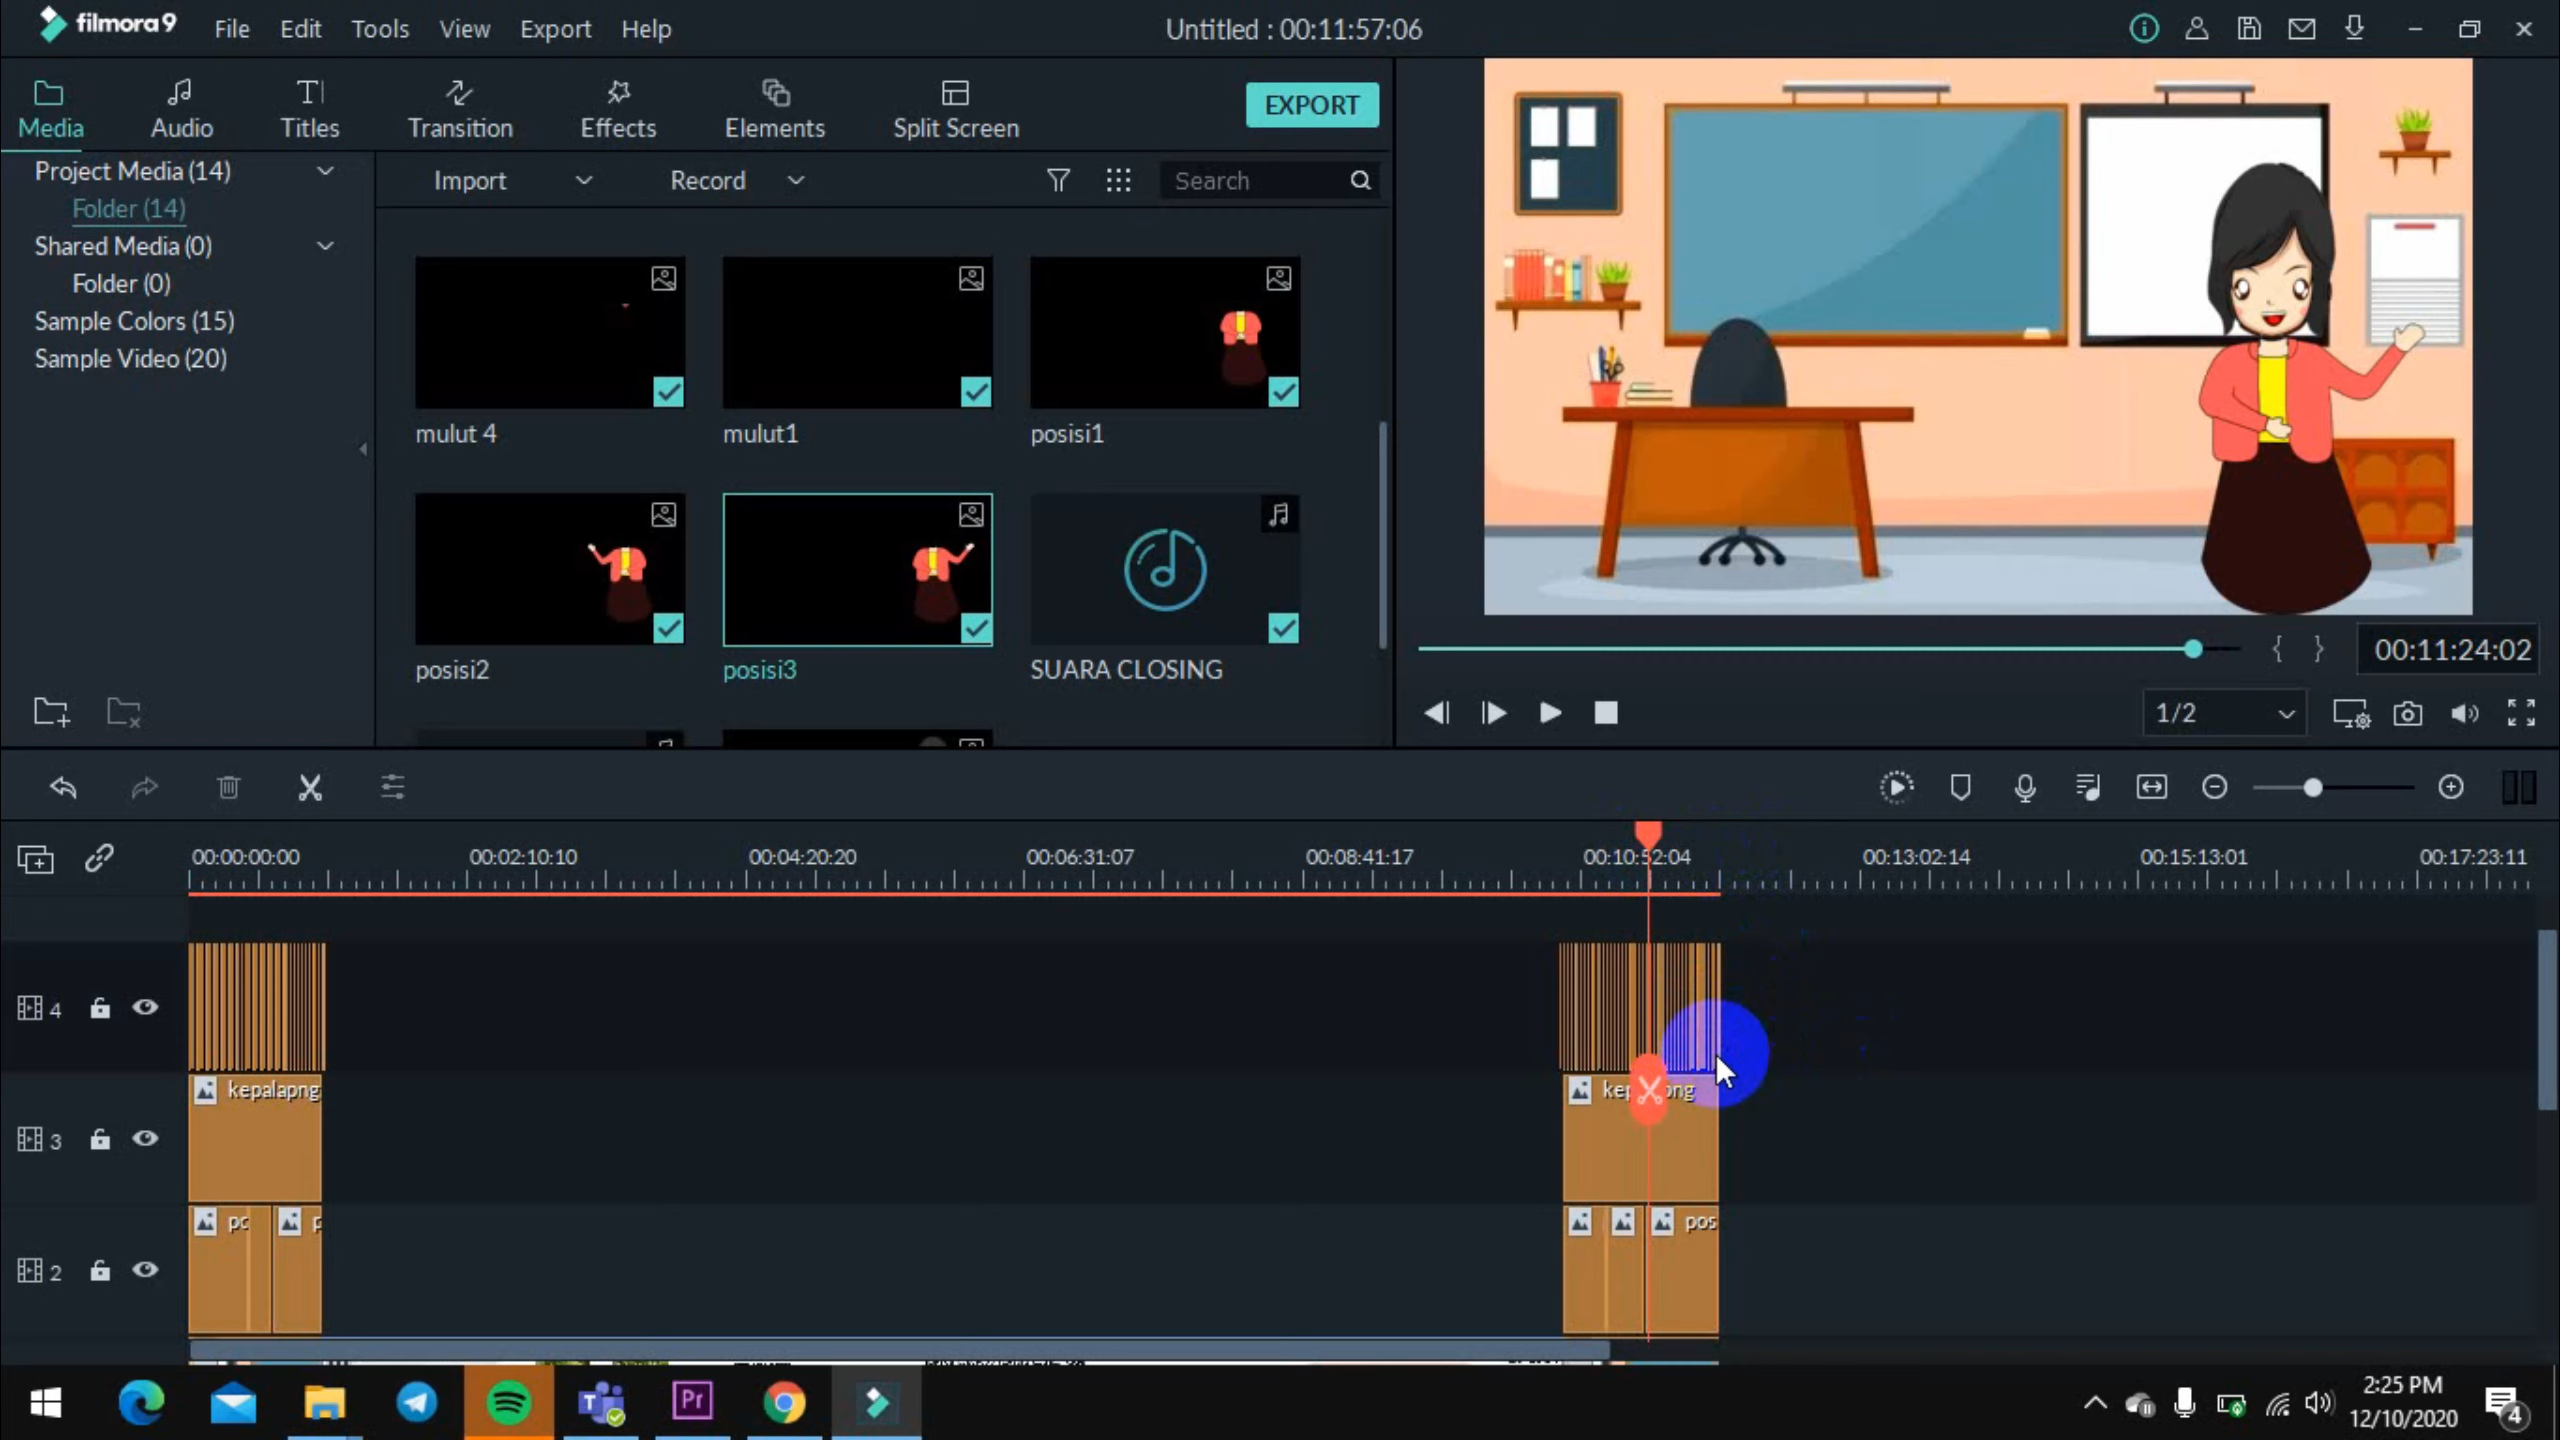 filmora9 File Edit Tools View Export Help Untitled : 00:11:57:06
Media Audio Titles Transition Effects Elements Split Screen EXPORT
Project Media (14)
Folder (14)
Shared Media (0)
Folder (0)
Sample Colors (15)
Sample Video (20)
Import Record Search
mulut 4 mulut1 posisi1
posisi2 posisi3 SUARA CLOSING
00:11:24:02
1/2
00:00:00:00 00:02:10:10 00:04:20:20 00:06:31:07 00:08:41:17 00:10:52:04 00:13:02:14 00:15:13:01 00:17:23:11
4
kepalapng
3
pos
2
2:25 PM
12/10/2020
4